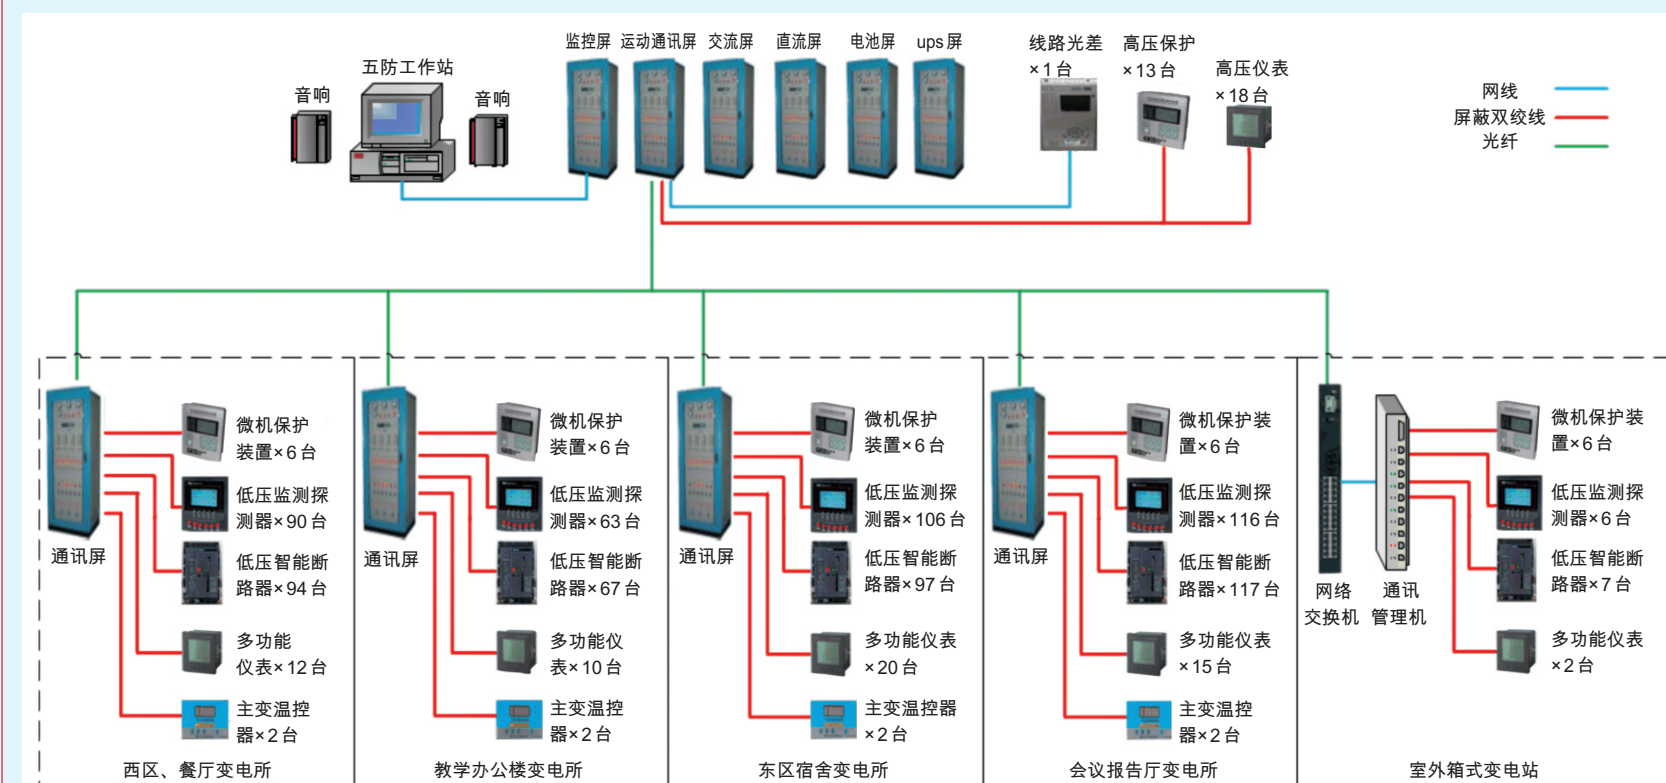 监控屏 运动通讯屏 交流屏 直流屏 电池屏 ups屏
线路光差
×1台
高压保护
×13台
高压仪表
×18台
五防工作站
音响
音响
网线
屏蔽双绞线
光纤
微机保护
装置×6台
低压监测探
测器×90台
通讯屏
低压智能断
路器×94台
多功能
仪表×12台
主变温控
器×2台
西区、餐厅变电所
微机保护
装置×6台
低压监测探
测器×63台
通讯屏
低压智能断
路器×67台
多功能仪
表×10台
主变温控
器×2台
教学办公楼变电所
微机保护
装置×6台
低压监测探
测器×106台
通讯屏
低压智能断
路器×97台
多功能仪表
×20台
主变温控器
×2台
东区宿舍变电所
微机保护装
置×6台
低压监测探
测器×116台
通讯屏
低压智能断
路器×117台
多功能仪表
×15台
主变温控
器×2台
会议报告厅变电所
微机保护装
置×6台
低压监测探
测器×6台
低压智能断
路器×7台
网络
交换机
通讯
管理机
多功能仪表
×2台
室外箱式变电站